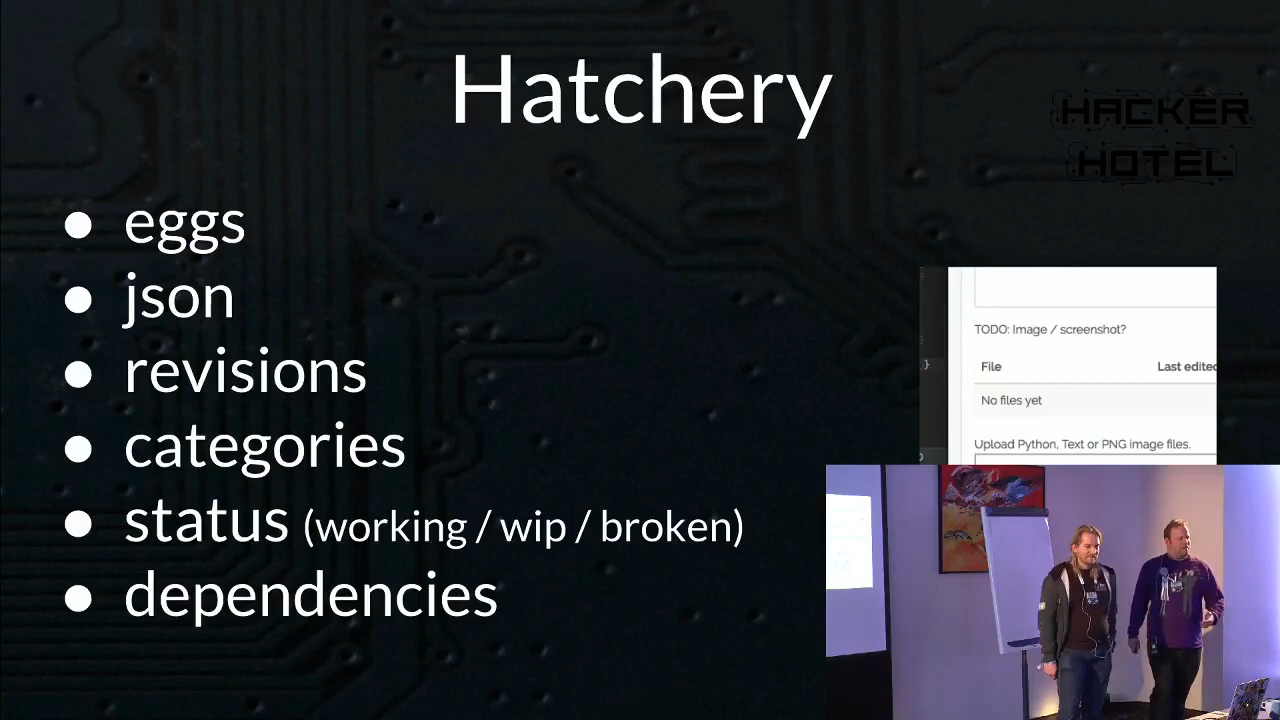 Hatchery
HACKER
HOTEL
● eggs
● json
● revisions
● categories
● status (working / wip / broken)
● dependencies
TODO: Image / screenshot?
File Last edited
No files yet
Upload Python, Text or PNG image files.